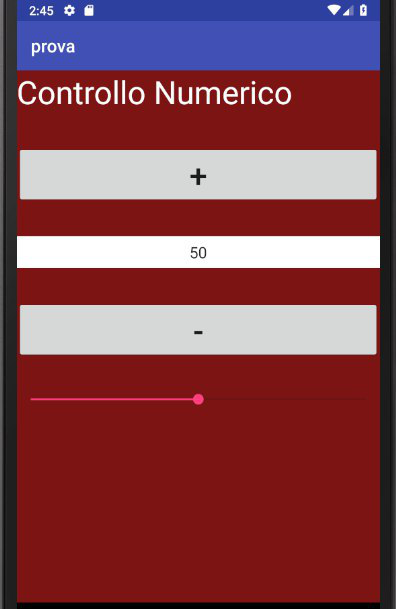 2:45
prova
Controllo Numerico
+
50
-